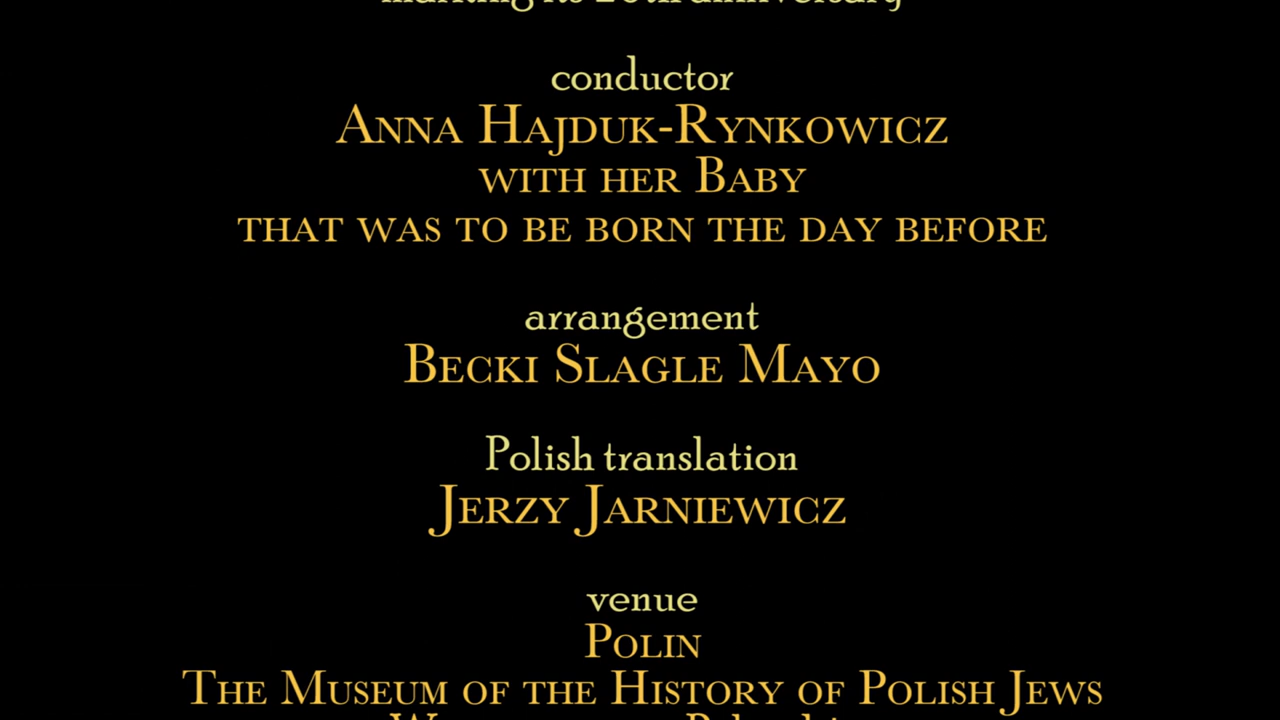 conductor
Anna Hajduk-Rynkowicz
with her Baby
that was to be born the day before
arrangement
Becki Slagle Mayo
Polish translation
Jerzy Jarniewicz
venue
Polin
The Museum of the History of Polish Jews